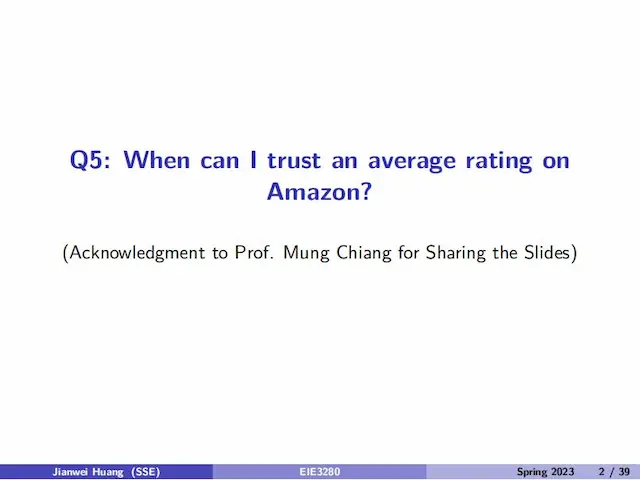 Q5: When can I trust an average rating on
Amazon?
(Acknowledgment to Prof. Mung Chiang for Sharing the Slides)
Jianwei Huang (SSE) EIE3280 Spring 2023 2 / 39